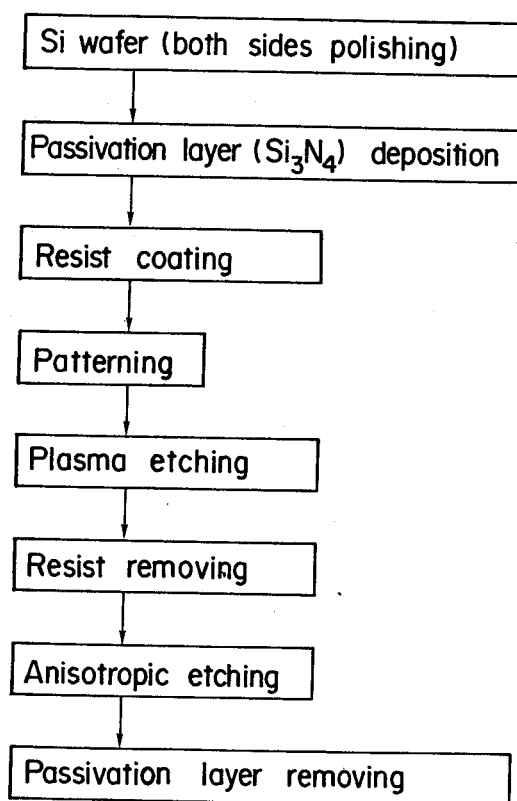 Si wafer (both sides polishing)
Passivation layer (Si₃N₄) deposition
Resist coating
Patterning
Plasma etching
Resist removing
Anisotropic etching
Passivation layer removing